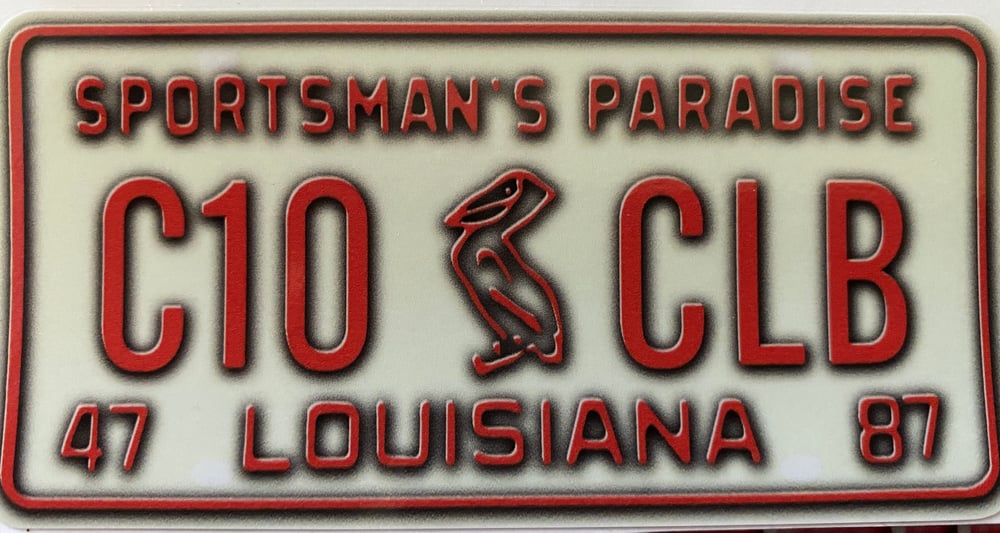 SPORTSMAN'S PARADISE
C10 CLB
47 LOUISIANA 87